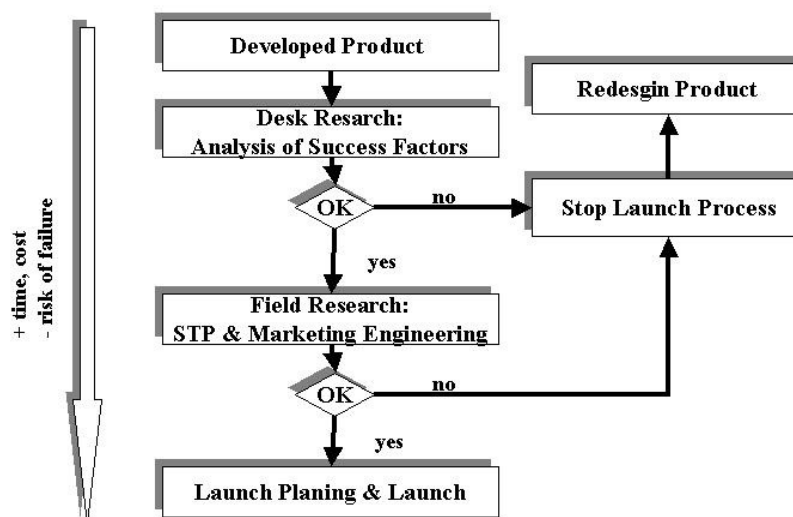 Developed Product
Redesgin Product
Desk Resarch:
Analysis of Success Factors
OK
no
Stop Launch Process
yes
+ time, cost
- risk of failure
Field Research:
STP & Marketing Engineering
OK
no
yes
Launch Planing & Launch